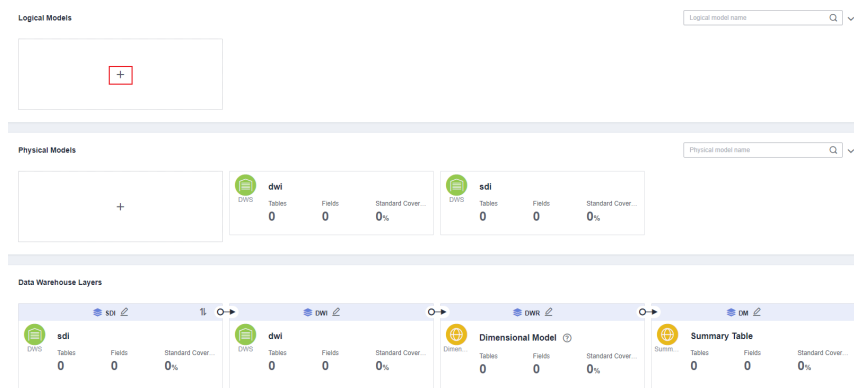 Logical Models
Logical model name
+
Physical Models
Physical model name
+
DWS
dwi
Tables Fields Standard Cover...
0 0 0%
DWS
sdi
Tables Fields Standard Cover...
0 0 0%
Data Warehouse Layers
SDI
DWI
DWR
DM
DWS
sdi
Tables Fields Standard Cover...
0 0 0%
DWS
dwi
Tables Fields Standard Cover...
0 0 0%
Dimen...
Dimensional Model ?
Tables Fields Standard Cover...
0 0 0%
Summ...
Summary Table
Tables Fields Standard Cover...
0 0 0%